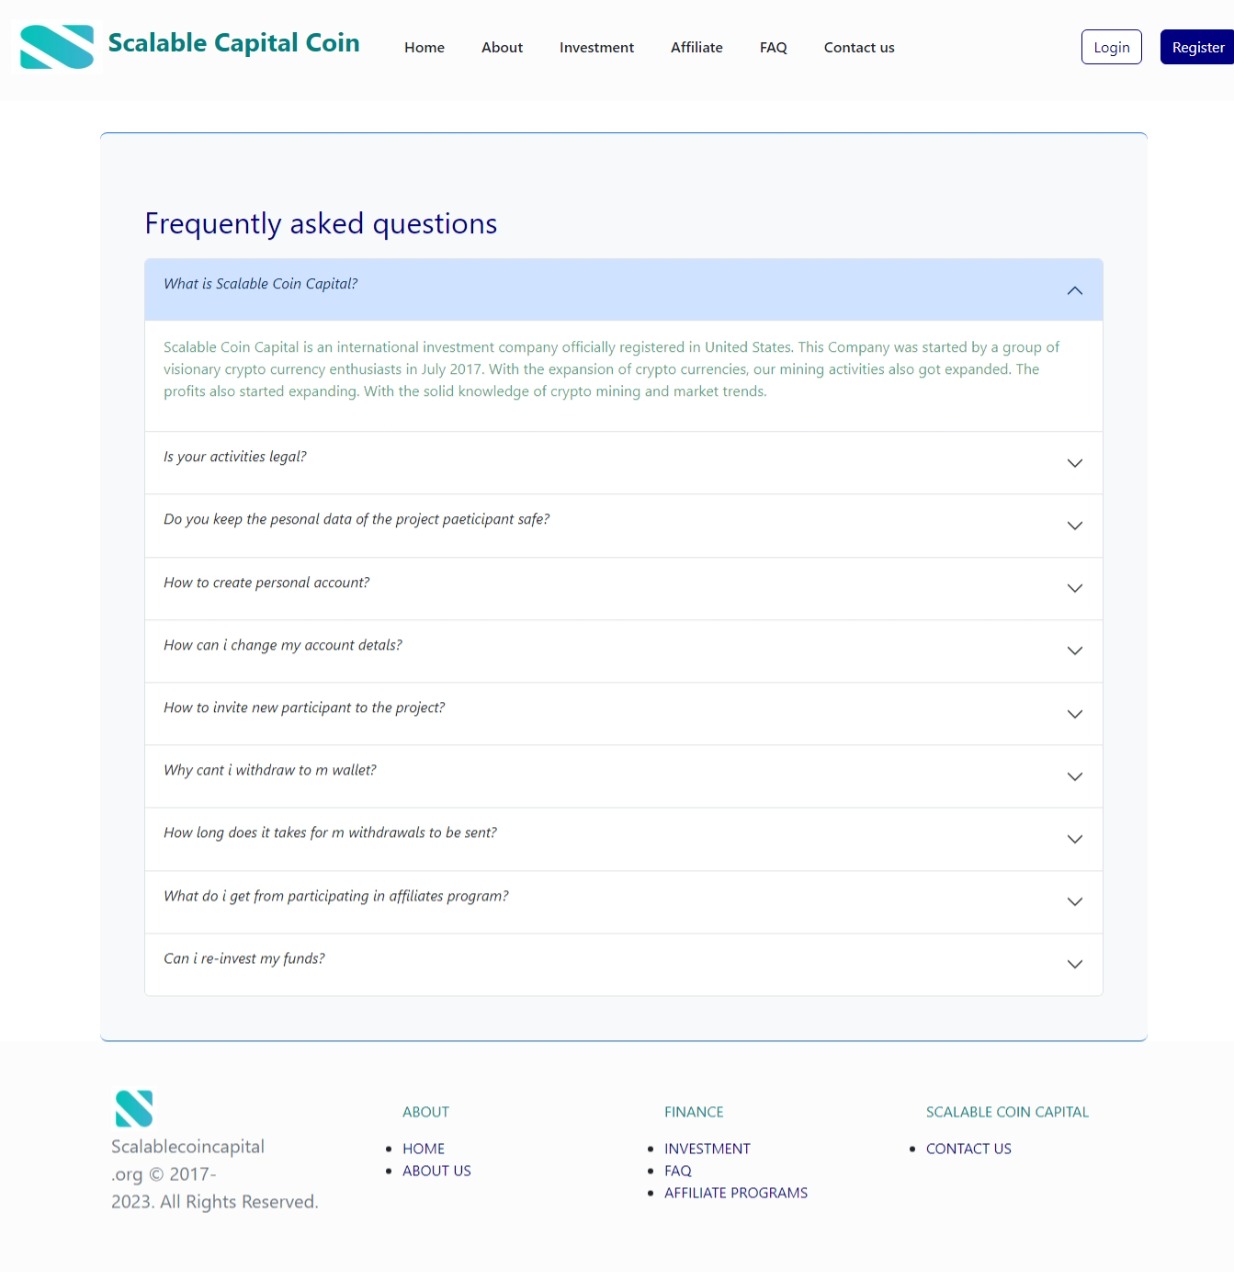 Scalable Capital Coin
Home
About
Investment
Affiliate
FAQ
Contact us
Login
Register
Frequently asked questions
What is Scalable Coin Capital?
Scalable Coin Capital is an international investment company officially registered in United States. This Company was started by a group of
visionary crypto currency enthusiasts in July 2017. With the expansion of crypto currencies, our mining activities also got expanded. The
profits also started expanding. With the solid knowledge of crypto mining and market trends.
Is your activities legal?
Do you keep the pesonal data of the project paeticipant safe?
How to create personal account?
How can i change my account detals?
How to invite new participant to the project?
Why cant i withdraw to m wallet?
How long does it takes for m withdrawals to be sent?
What do i get from participating in affiliates program?
Can i re-invest my funds?
Scalablecoincapital
.org © 2017-
2023. All Rights Reserved.
ABOUT
HOME
ABOUT US
FINANCE
INVESTMENT
FAQ
AFFILIATE PROGRAMS
SCALABLE COIN CAPITAL
CONTACT US